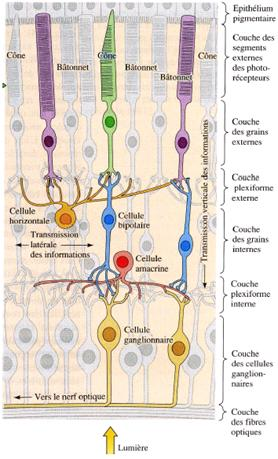 Épithélium
pigmentaire
Couche des
segments
externes
des photo-
récepteurs
Couche
des grains
externes
Couche
plexiforme
externe
Couche
des grains
internes
Couche
plexiforme
interne
Couche
des cellules
ganglion-
naires
Couche
des fibres
optiques
Cône
Bâtonnet
Cône
Bâtonnet
Bâtonnet
Cône
Cellule
horizontale
Transmission
latérale
des informations
Cellule
bipolaire
Cellule
amacrine
Transmission verticale des informations
Cellule
ganglionnaire
Vers le nerf optique
Lumière